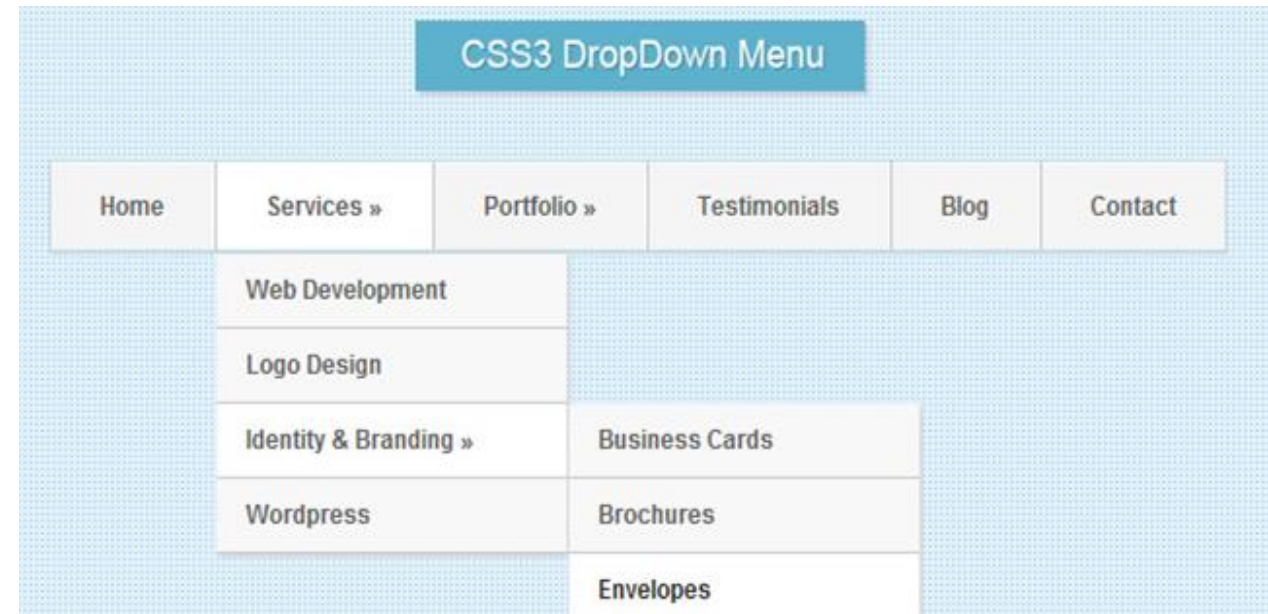 CSS3 DropDown Menu
Home Services » Portfolio » Testimonials Blog Contact
Web Development
Logo Design
Identity & Branding » Business Cards
Wordpress Brochures
Envelopes